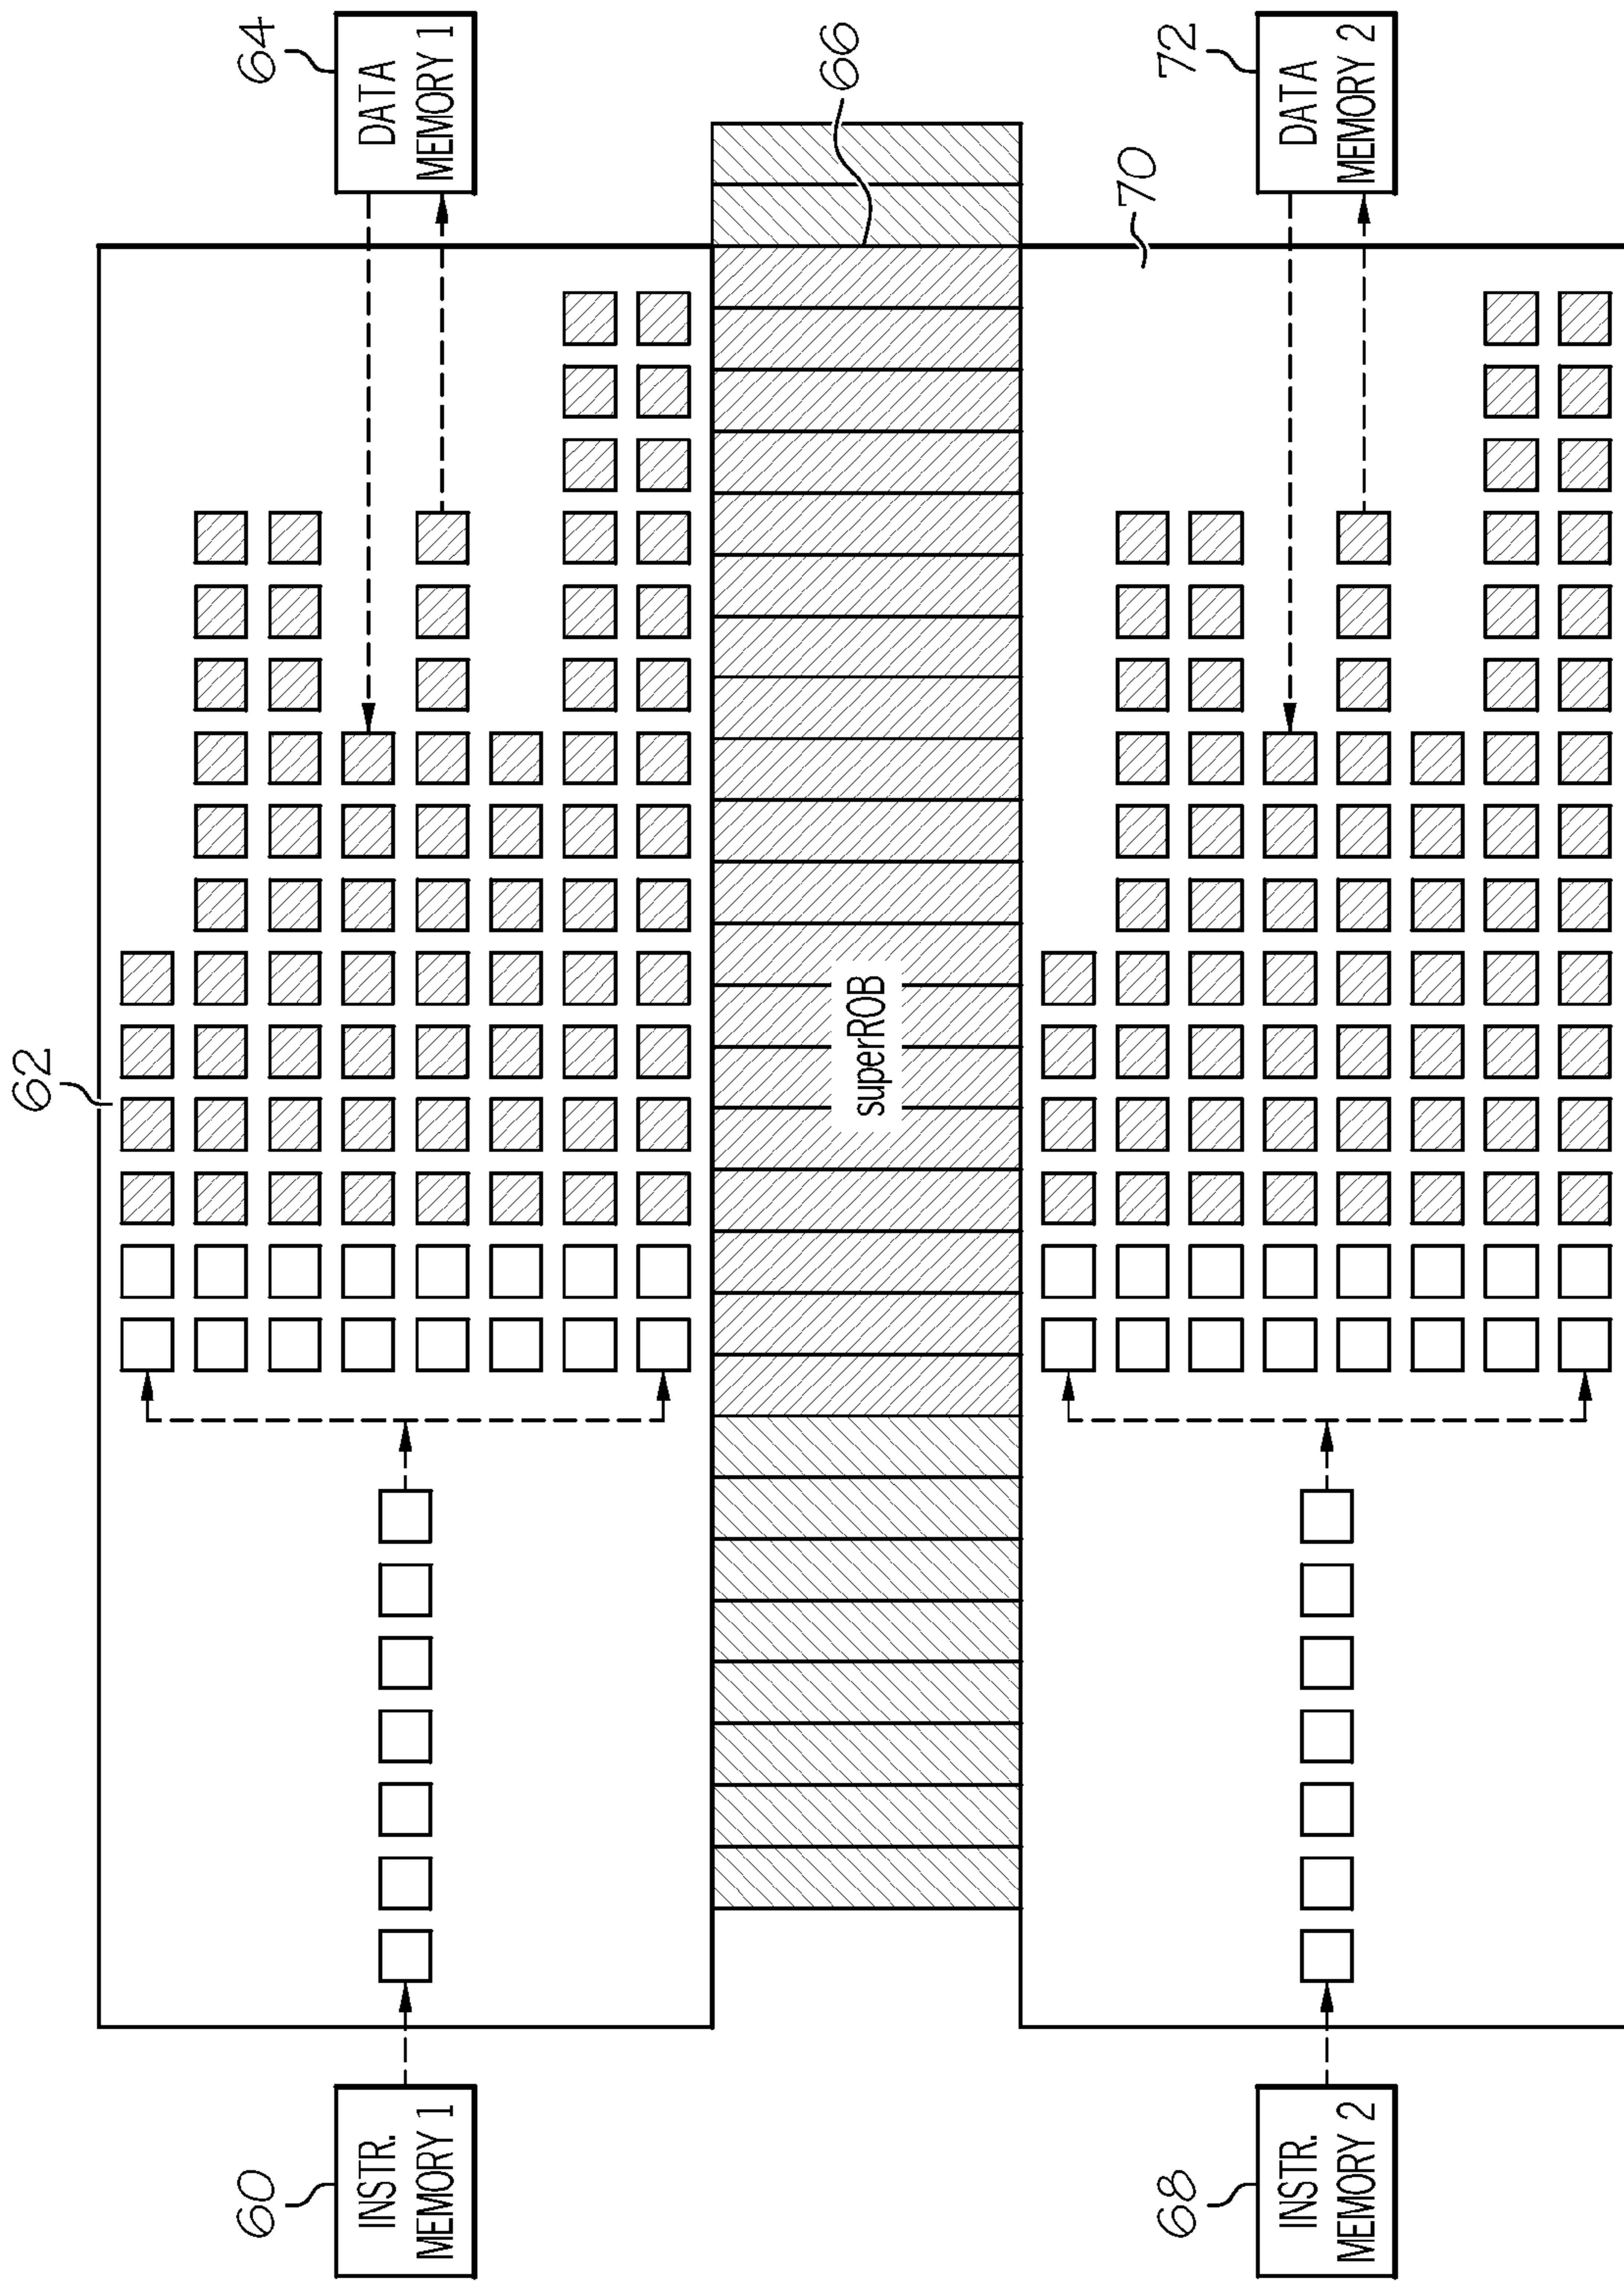 60
INSTR.
MEMORY 1
62
64
DATA
MEMORY 1
superROB
66
68
INSTR.
MEMORY 2
70
72
DATA
MEMORY 2